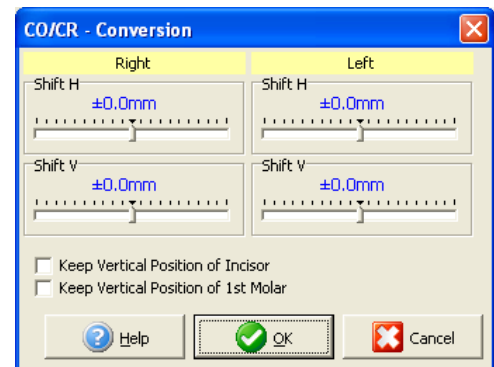 CO/CR - Conversion
Right Left
Shift H Shift H
±0.0mm ±0.0mm
Shift V Shift V
±0.0mm ±0.0mm
Keep Vertical Position of Incisor
Keep Vertical Position of 1st Molar
Help OK Cancel